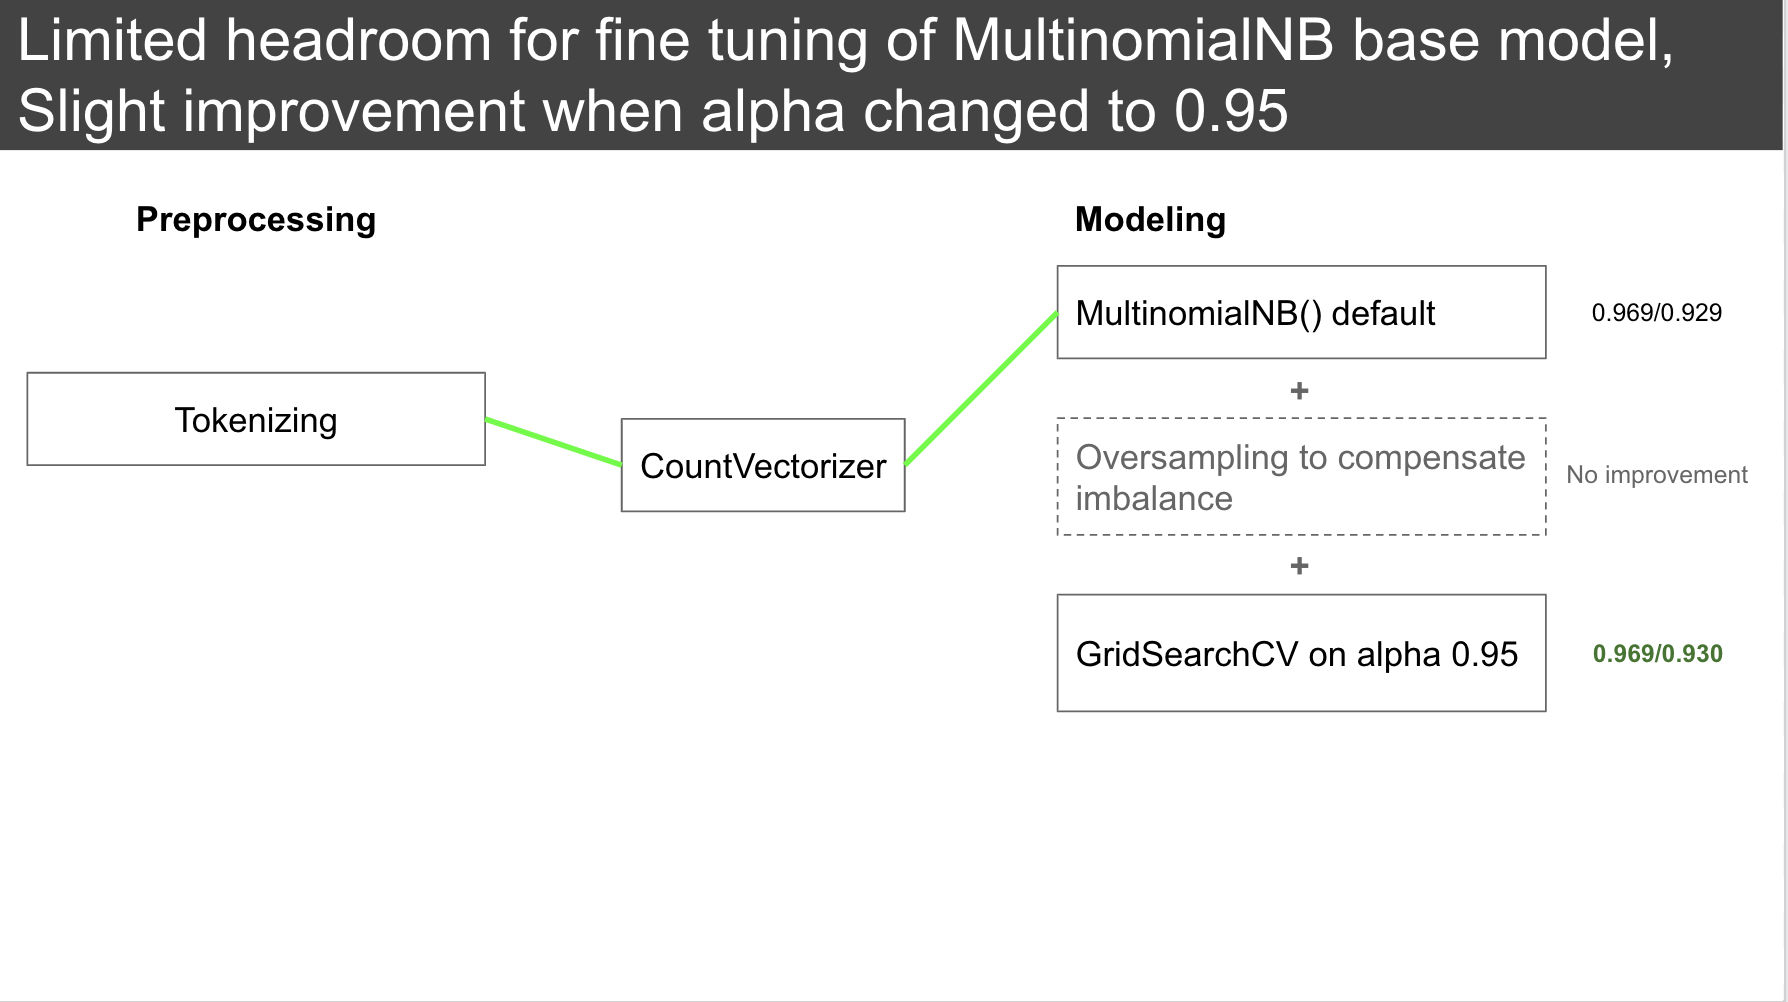 Limited headroom for fine tuning of MultinomialNB base model,
Slight improvement when alpha changed to 0.95
Preprocessing
Modeling
MultinomialNB() default
0.969/0.929
+
Tokenizing
CountVectorizer
Oversampling to compensate
imbalance
No improvement
+
GridSearchCV on alpha 0.95
0.969/0.930